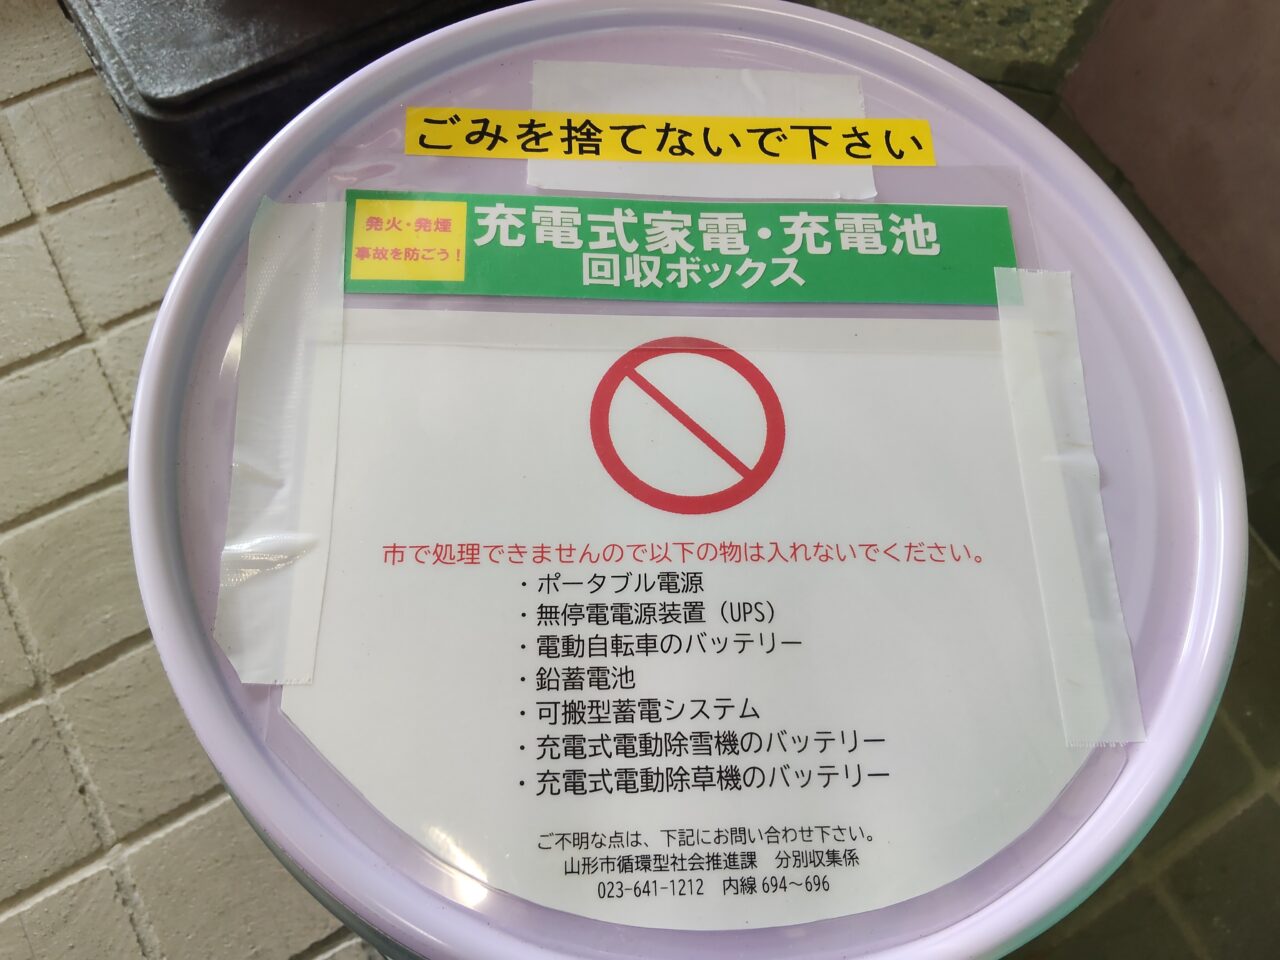 ごみを捨てないで下さい
発火・発煙
事故を防ごう！
充電式家電・充電池
回収ボックス
市で処理できませんので以下の物は入れないでください。
・ポータブル電源
・無停電電源装置（UPS）
・電動自転車のバッテリー
・鉛蓄電池
・可搬型蓄電システム
・充電式電動除雪機のバッテリー
・充電式電動除草機のバッテリー
ご不明な点は、下記にお問い合わせ下さい。
山形市循環型社会推進課　分別収集係
023-641-1212　内線 694～696